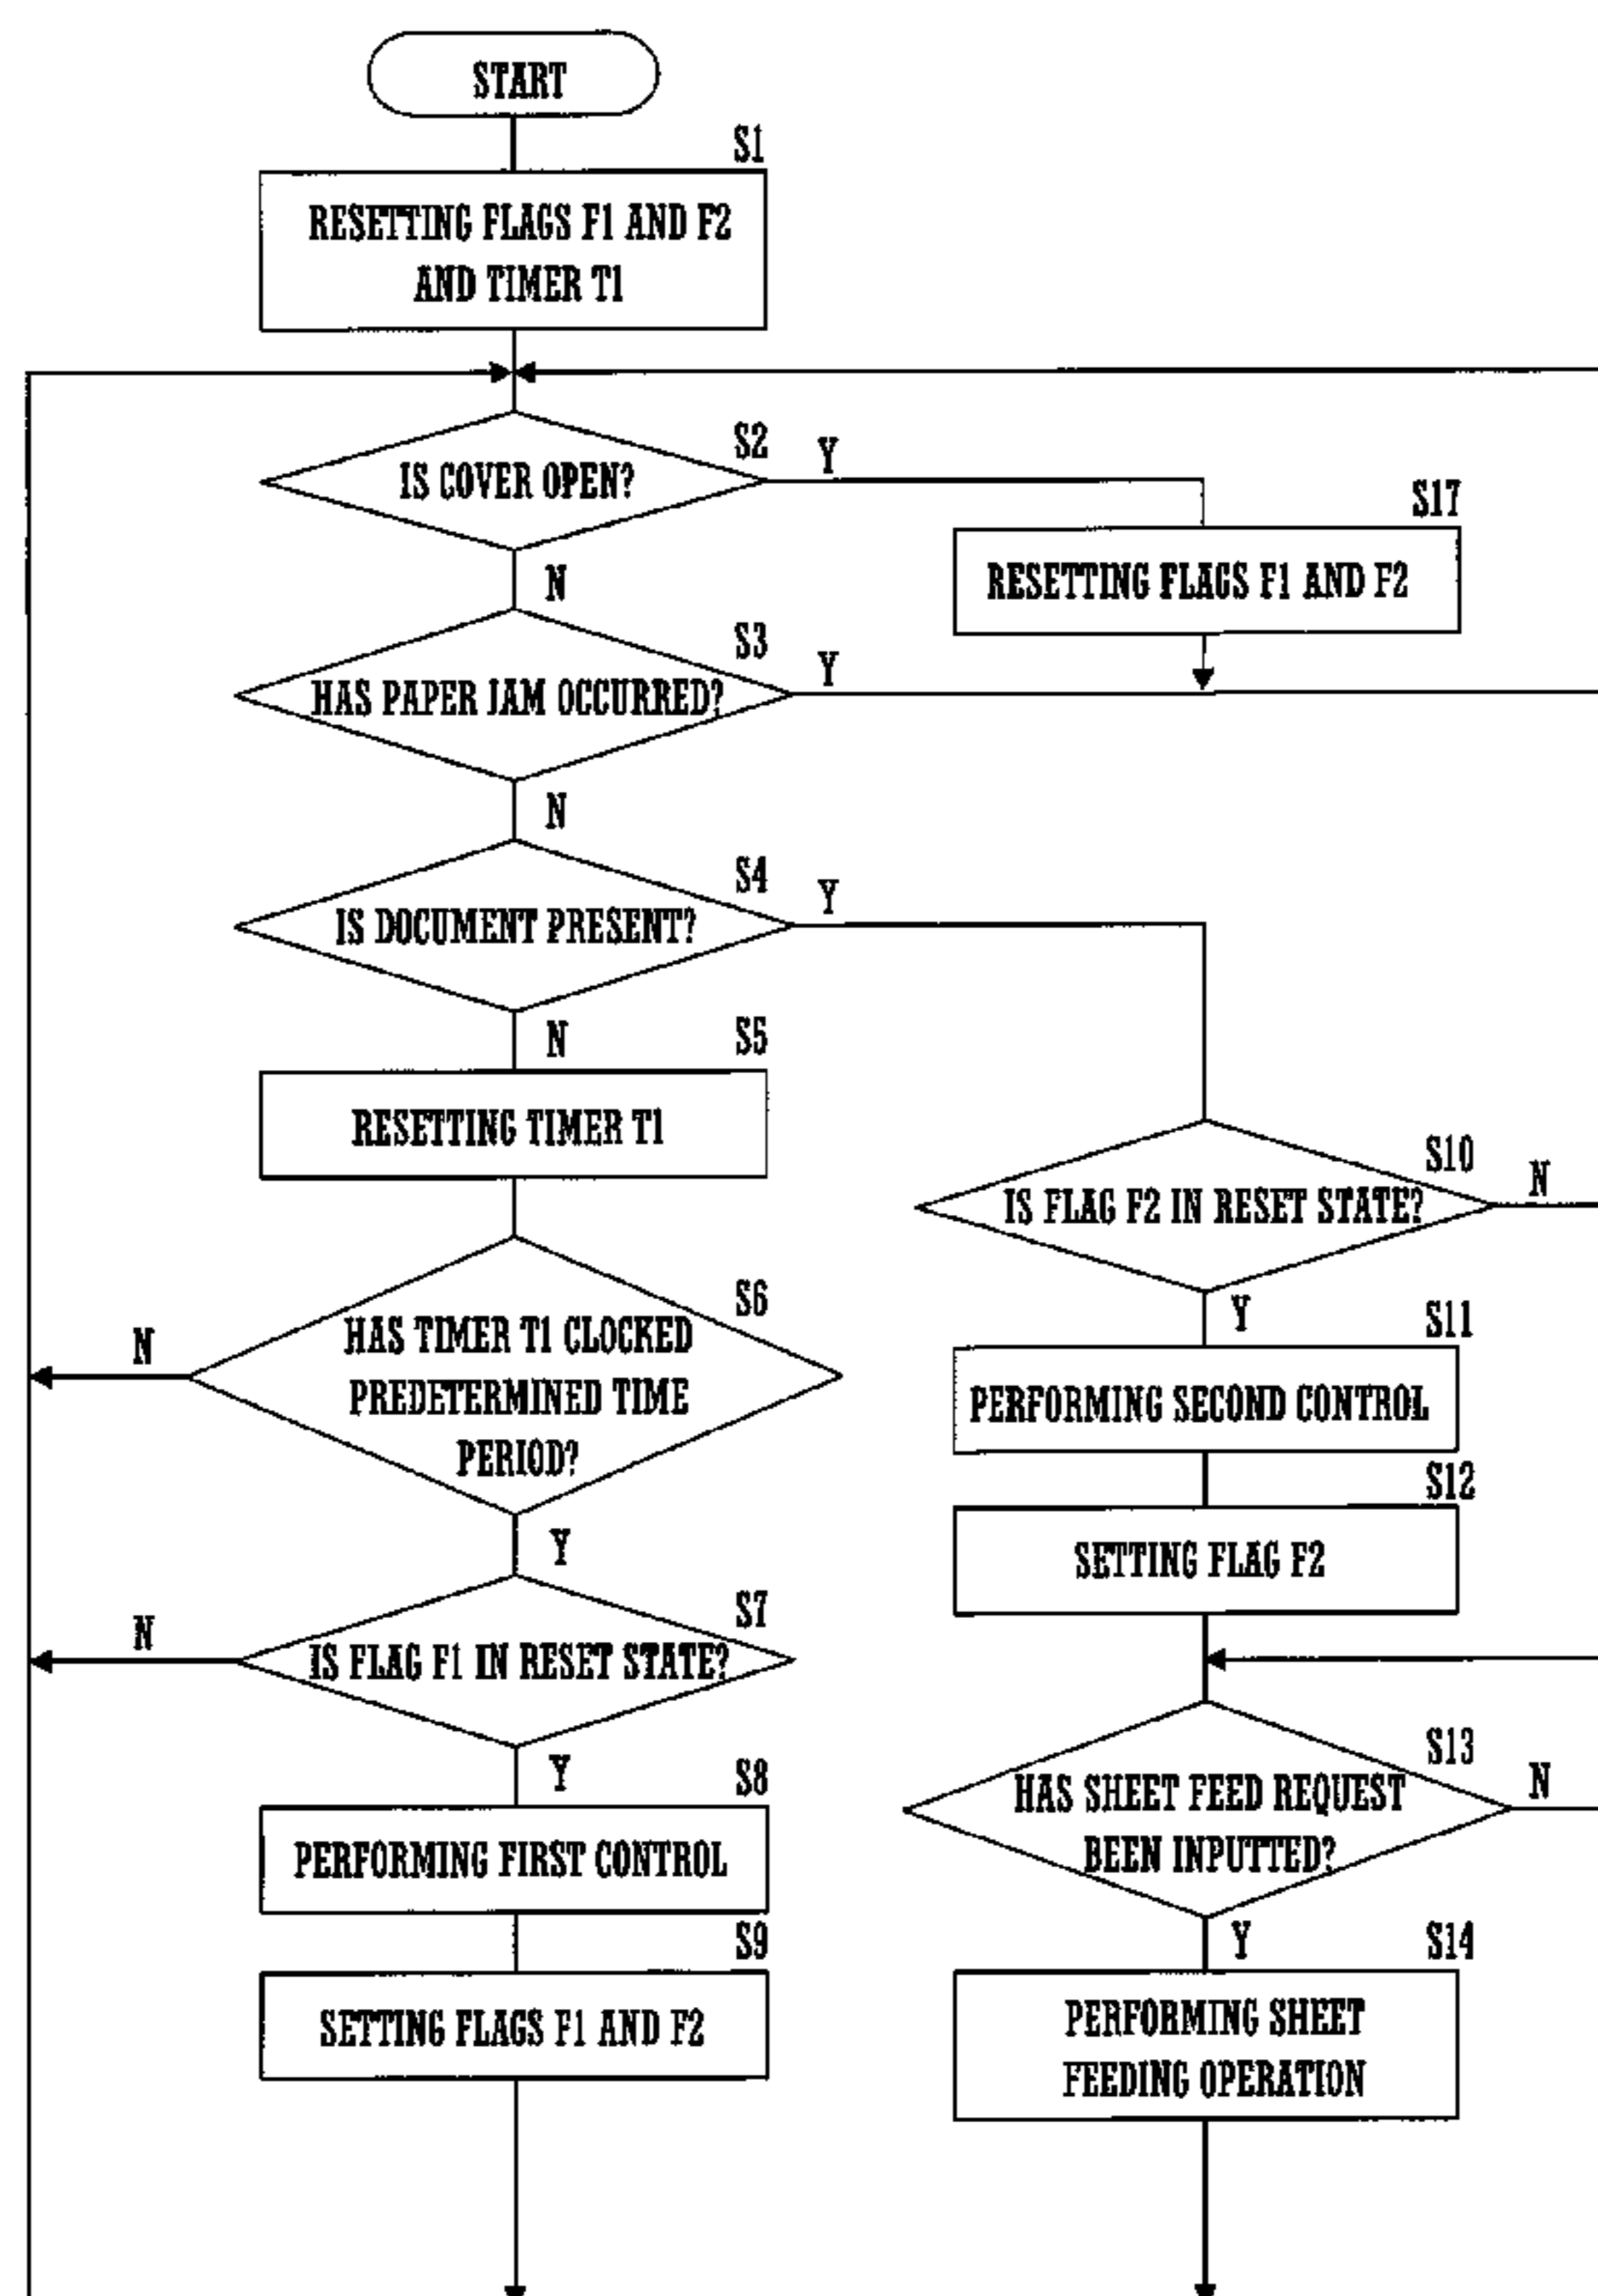 START
S1
RESETTING FLAGS F1 AND F2
AND TIMER T1
S2
IS COVER OPEN?
Y
N
S17
RESETTING FLAGS F1 AND F2
S3
HAS PAPER JAM OCCURRED?
Y
N
S4
IS DOCUMENT PRESENT?
Y
N
S5
RESETTING TIMER T1
S6
HAS TIMER T1 CLOCKED
PREDETERMINED TIME
PERIOD?
N
Y
S7
IS FLAG F1 IN RESET STATE?
N
Y
S8
PERFORMING FIRST CONTROL
S9
SETTING FLAGS F1 AND F2
S10
IS FLAG F2 IN RESET STATE?
N
Y
S11
PERFORMING SECOND CONTROL
S12
SETTING FLAG F2
S13
HAS SHEET FEED REQUEST
BEEN INPUTTED?
N
Y
S14
PERFORMING SHEET
FEEDING OPERATION